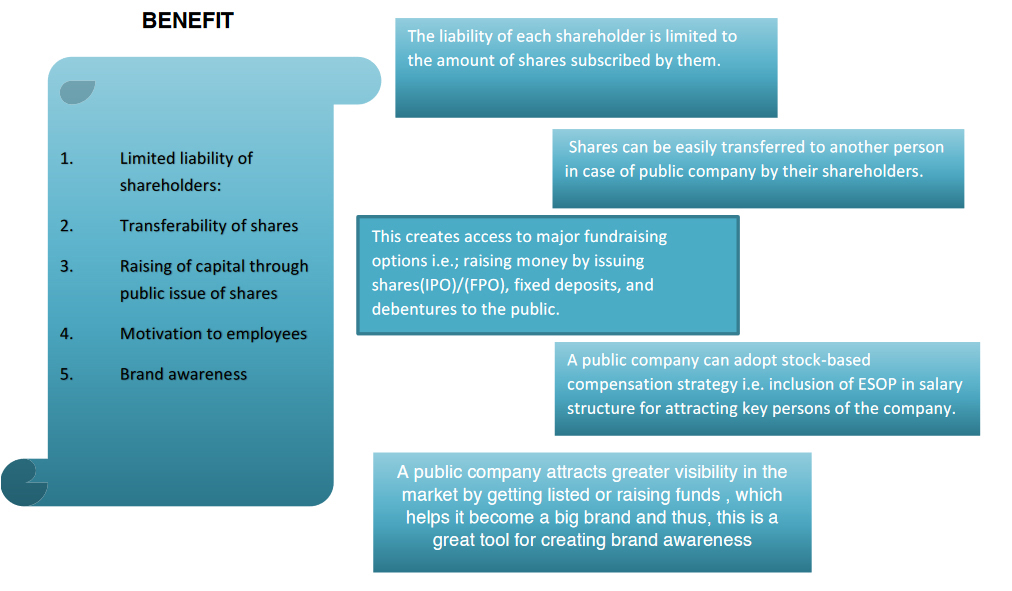 BENEFIT
1. Limited liability of
shareholders:
2. Transferability of shares
3. Raising of capital through
public issue of shares
4. Motivation to employees
5. Brand awareness
The liability of each shareholder is limited to
the amount of shares subscribed by them.
Shares can be easily transferred to another person
in case of public company by their shareholders.
This creates access to major fundraising
options i.e.; raising money by issuing
shares(IPO)/(FPO), fixed deposits, and
debentures to the public.
A public company can adopt stock-based
compensation strategy i.e. inclusion of ESOP in salary
structure for attracting key persons of the company.
A public company attracts greater visibility in the
market by getting listed or raising funds , which
helps it become a big brand and thus, this is a
great tool for creating brand awareness